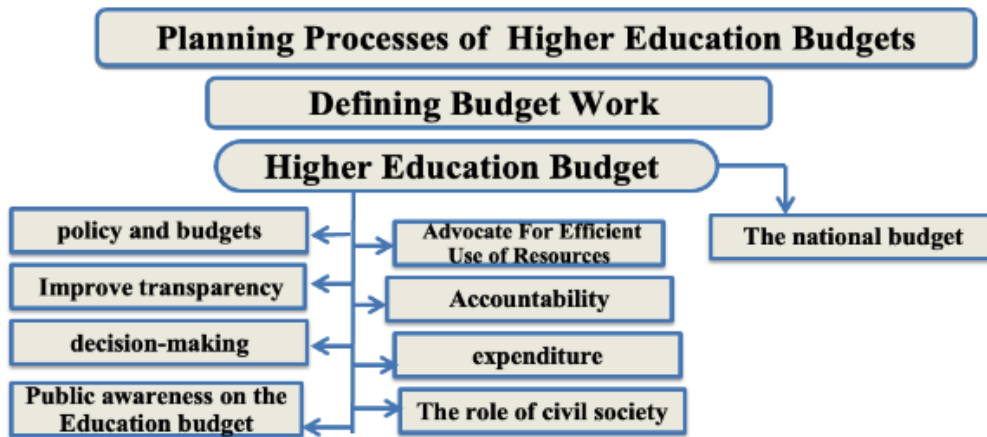 Planning Processes of Higher Education Budgets
Defining Budget Work
Higher Education Budget
policy and budgets
Improve transparency
decision-making
Public awareness on the
Education budget
Advocate For Efficient
Use of Resources
Accountability
expenditure
The role of civil society
The national budget